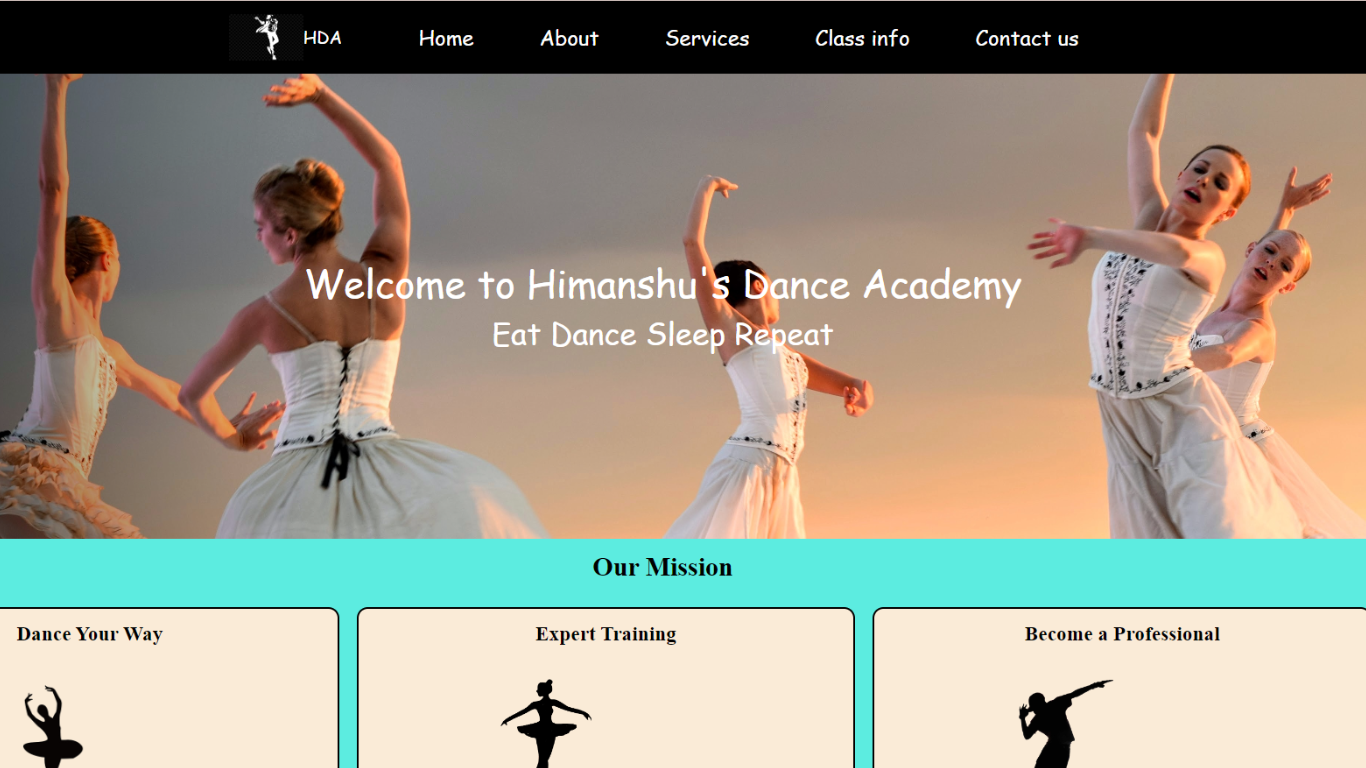 HDA Home About Services Class info Contact us
Welcome to Himanshu's Dance Academy
Eat Dance Sleep Repeat
Our Mission
Dance Your Way Expert Training Become a Professional